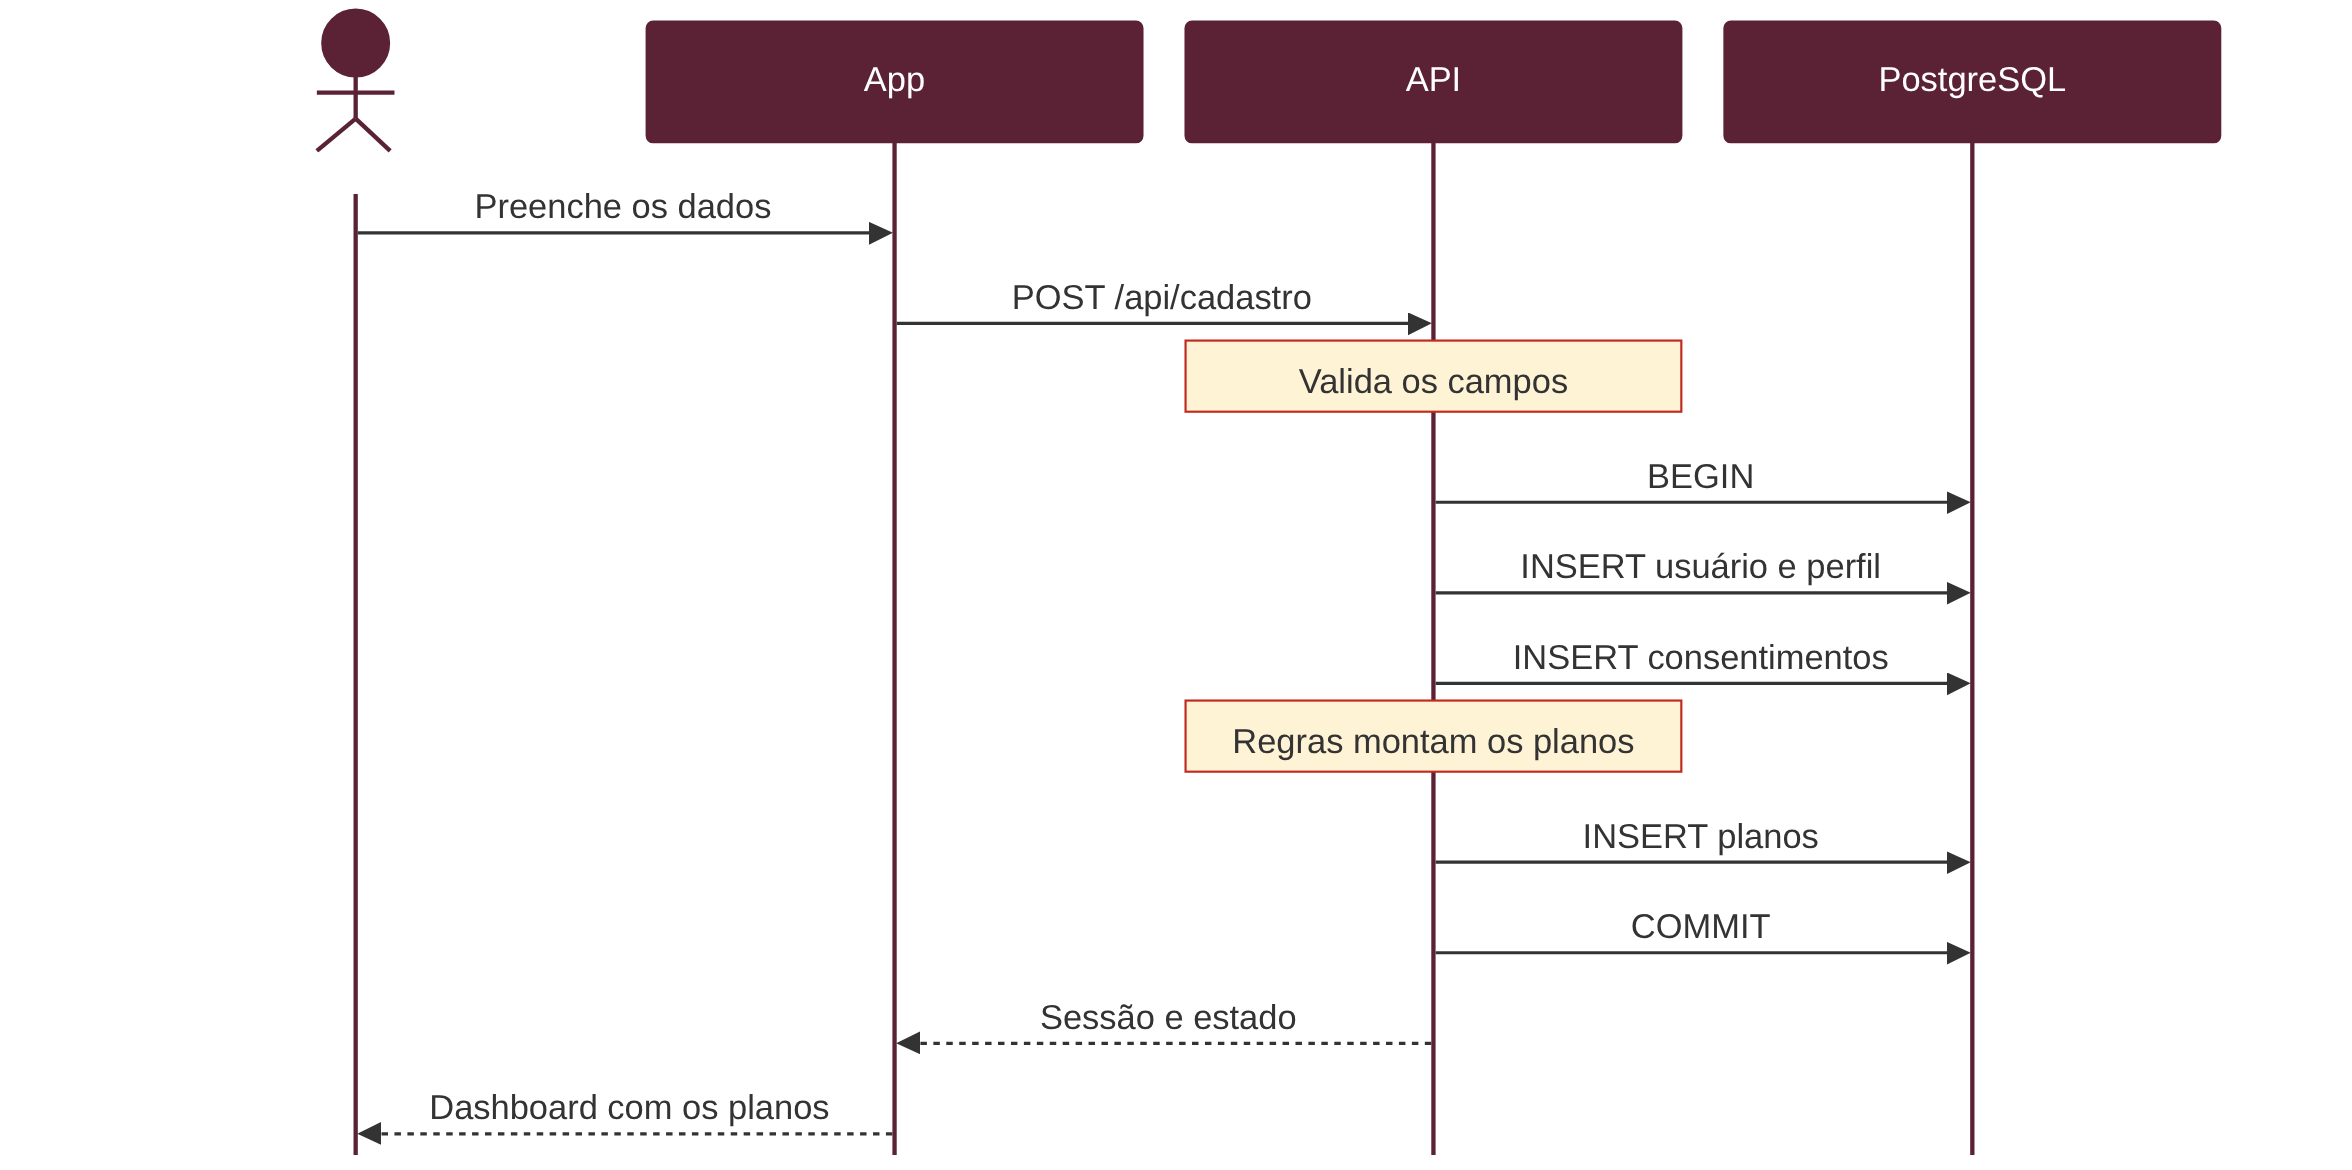 App
API
PostgreSQL
Preenche os dados
POST /api/cadastro
Valida os campos
BEGIN
INSERT usuário e perfil
INSERT consentimentos
Regras montam os planos
INSERT planos
COMMIT
Sessão e estado
Dashboard com os planos